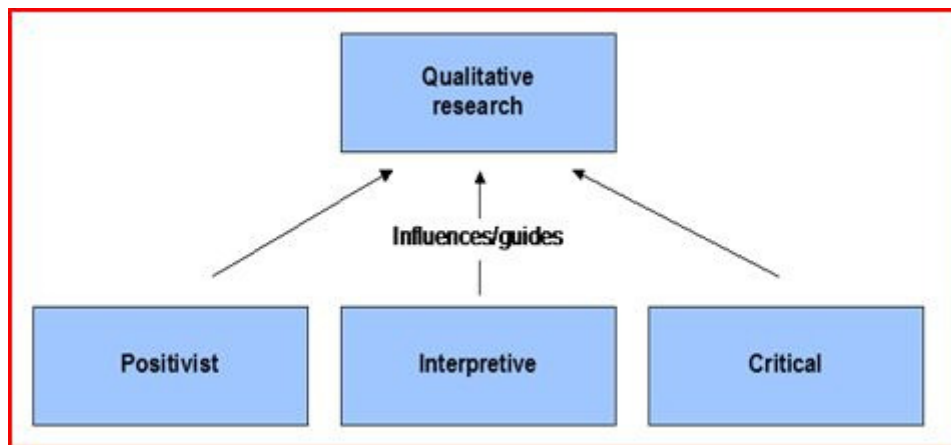 Qualitative
research
Influences/guides
Positivist
Interpretive
Critical